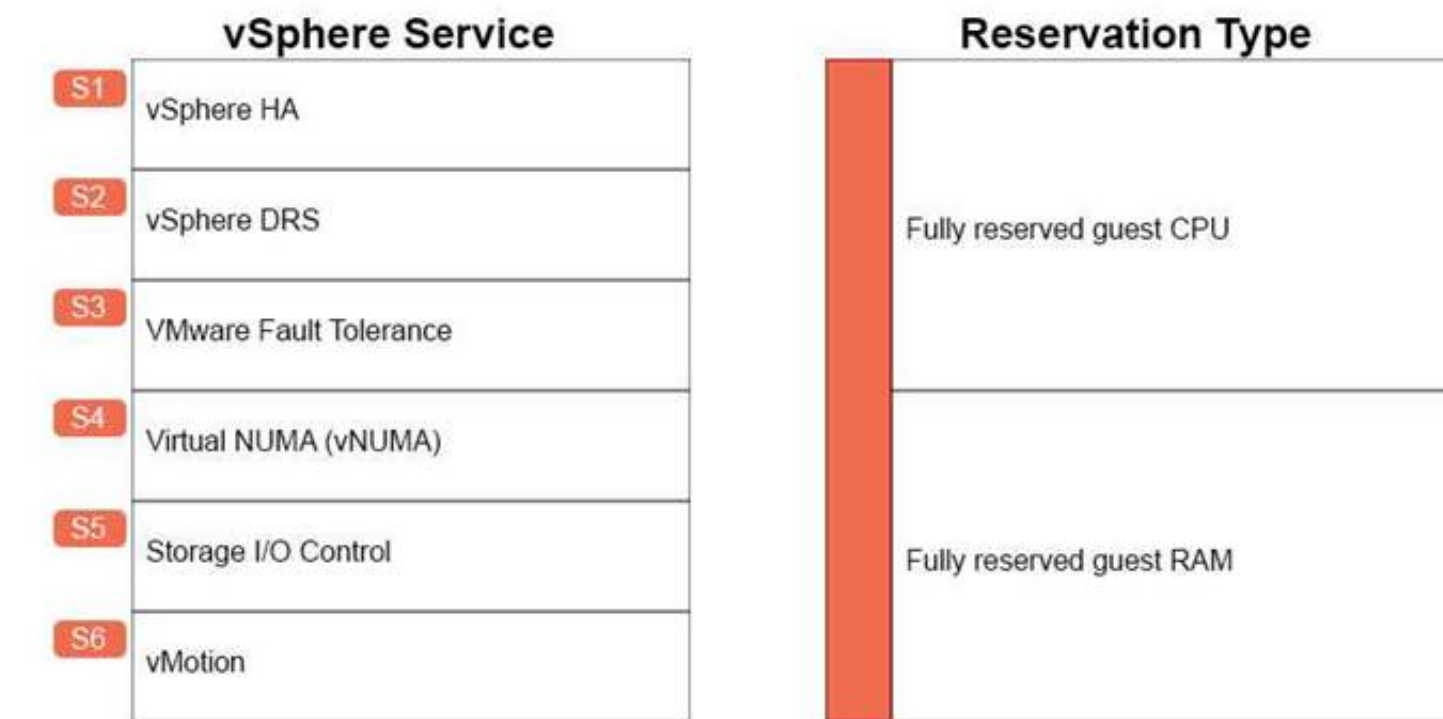 vSphere Service
S1
vSphere HA
S2
vSphere DRS
S3
VMware Fault Tolerance
S4
Virtual NUMA (vNUMA)
S5
Storage I/O Control
S6
vMotion
Reservation Type
Fully reserved guest CPU
Fully reserved guest RAM